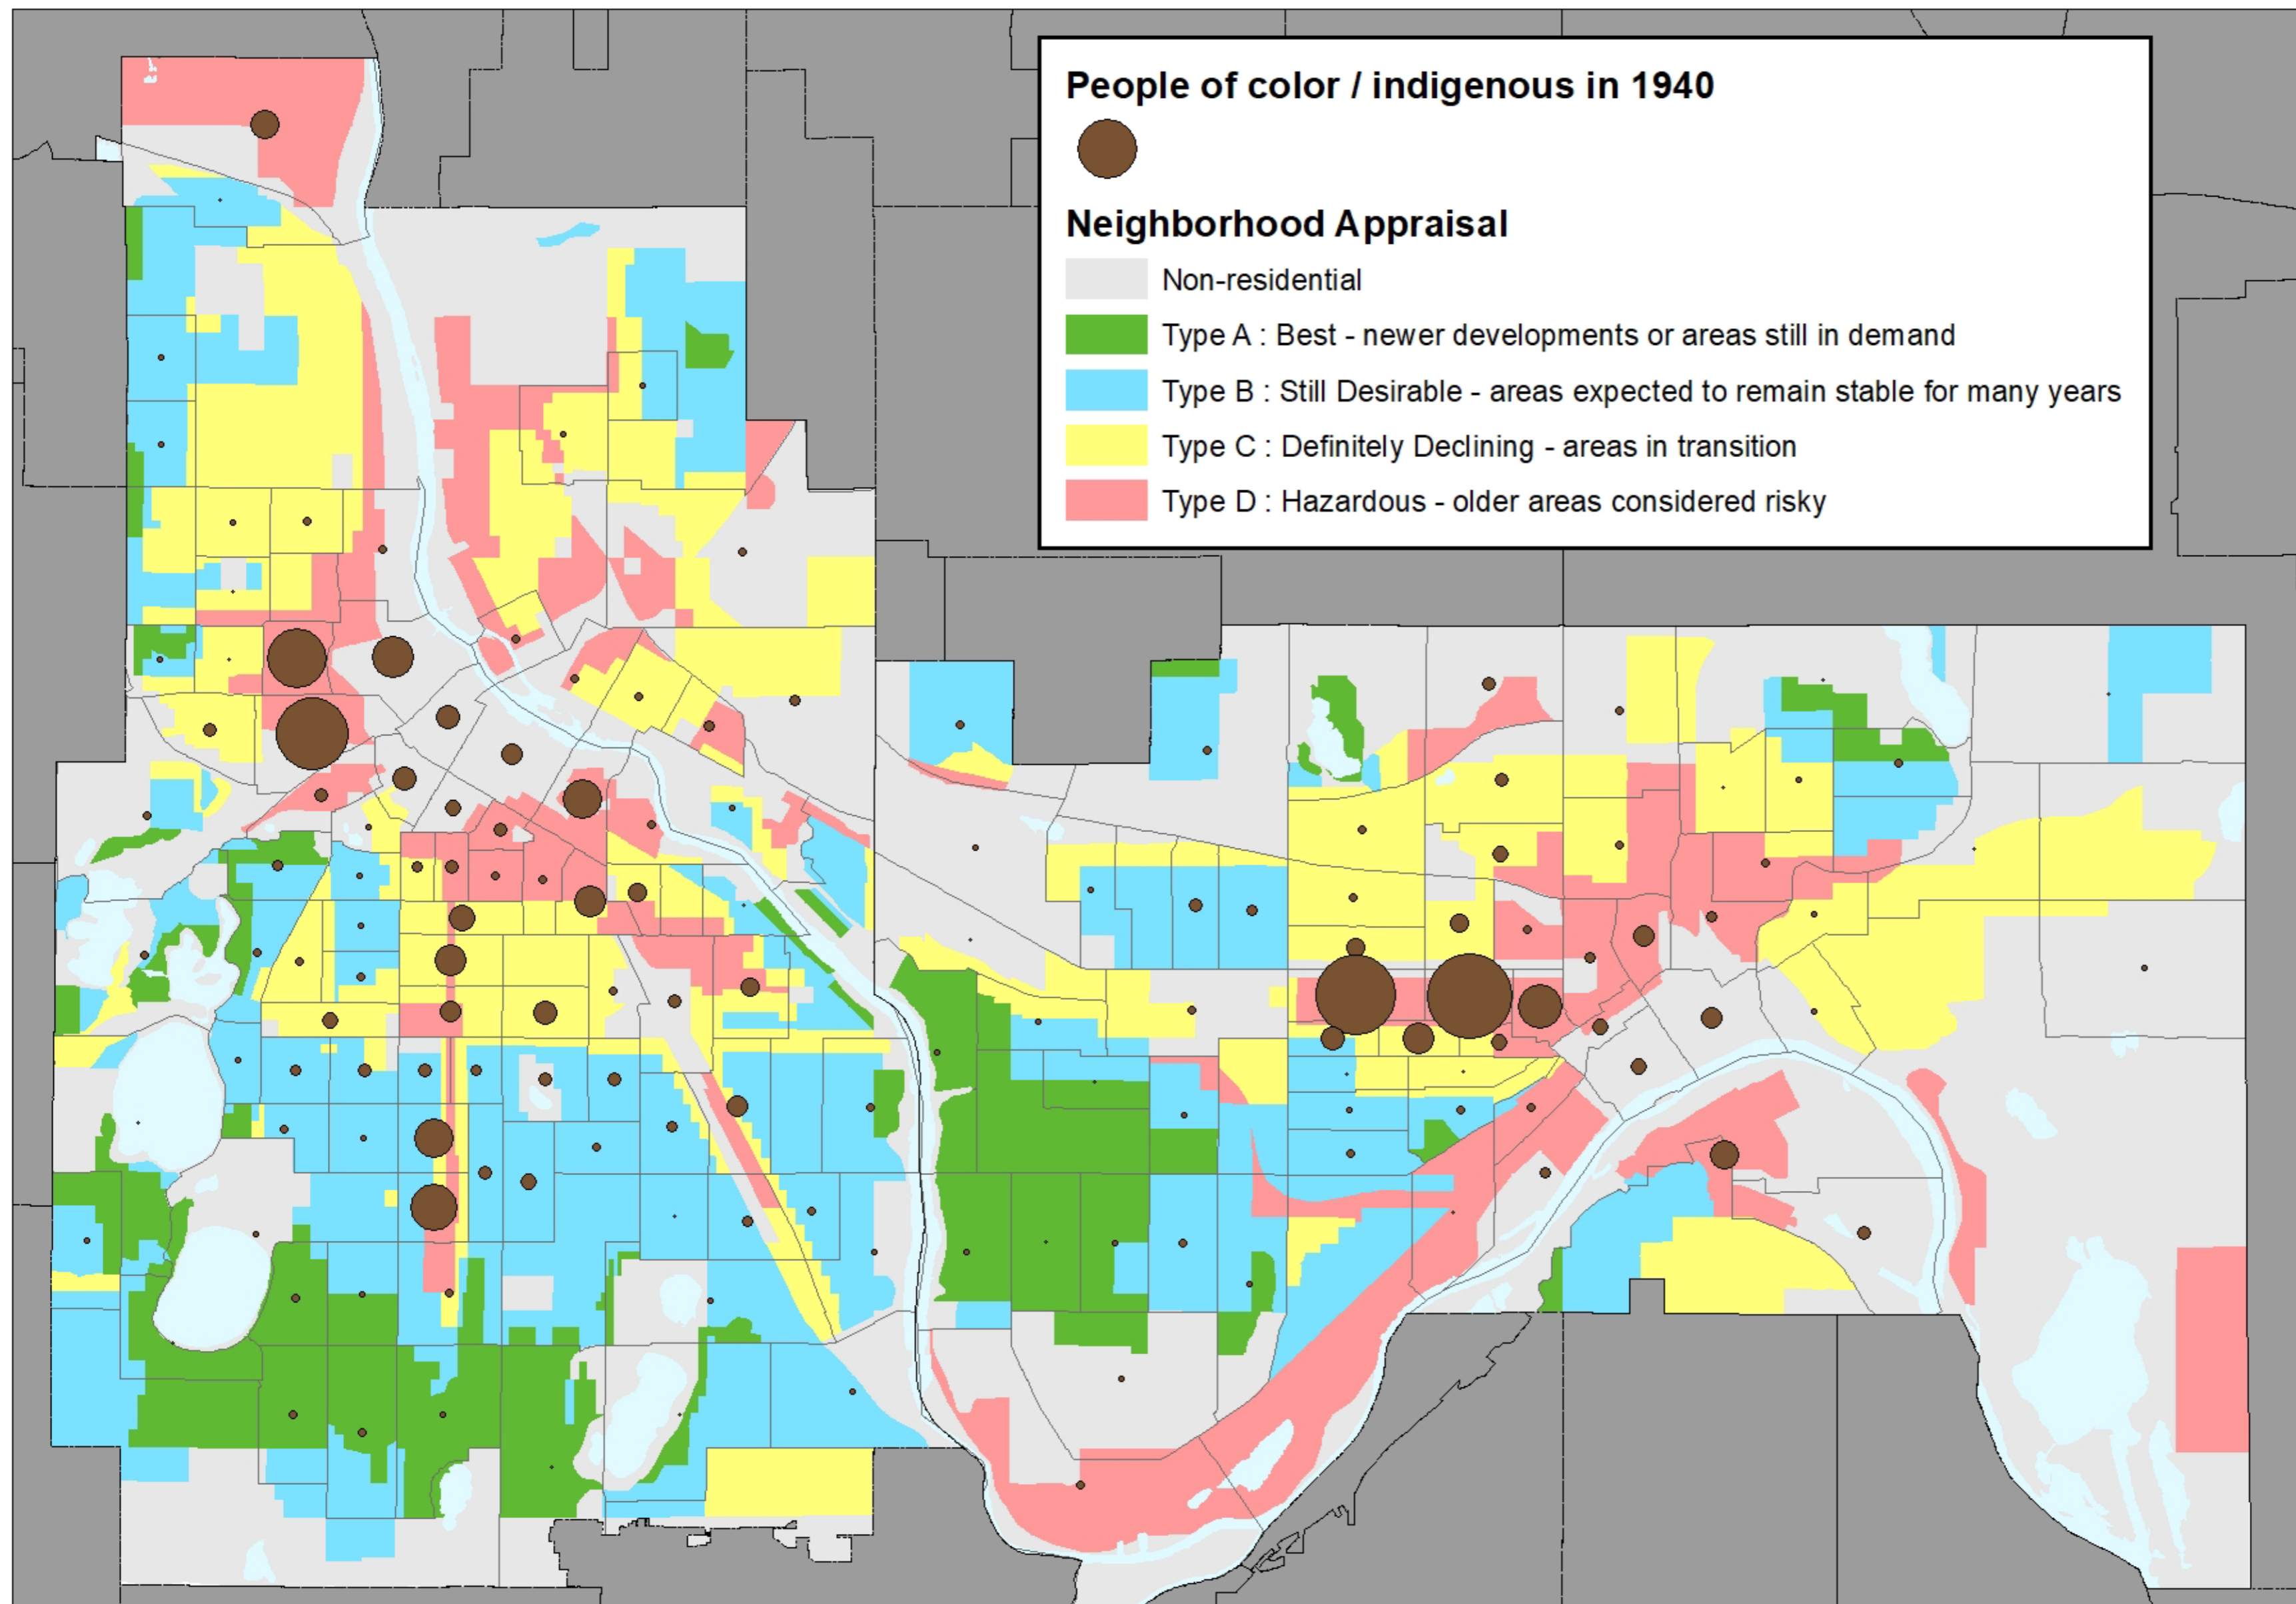 People of color / indigenous in 1940
Neighborhood Appraisal
Non-residential
Type A : Best - newer developments or areas still in demand
Type B : Still Desirable - areas expected to remain stable for many years
Type C : Definitely Declining - areas in transition
Type D : Hazardous - older areas considered risky